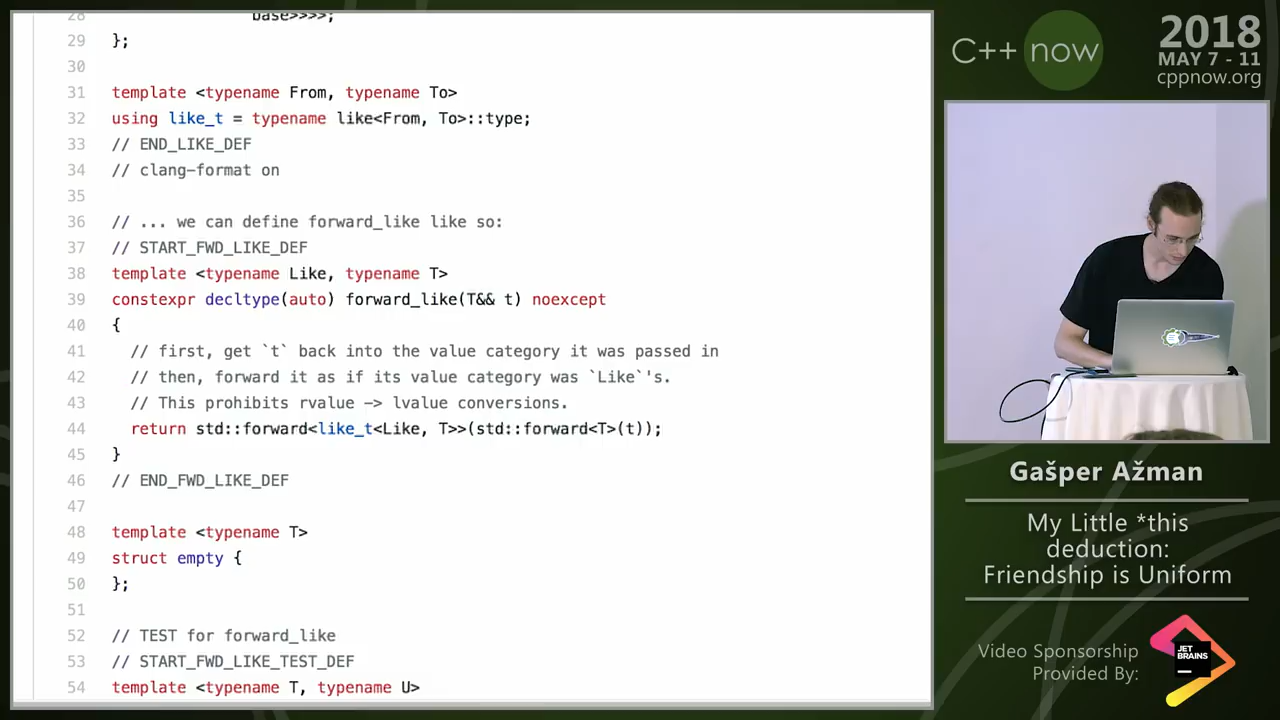 28                base>>>>;
29 };
30
31 template <typename From, typename To>
32 using like_t = typename like<From, To>::type;
33 // END_LIKE_DEF
34 // clang-format on
35
36 // ... we can define forward_like like so:
37 // START_FWD_LIKE_DEF
38 template <typename Like, typename T>
39 constexpr decltype(auto) forward_like(T&& t) noexcept
40 {
41   // first, get `t` back into the value category it was passed in
42   // then, forward it as if its value category was `Like`'s.
43   // This prohibits rvalue -> lvalue conversions.
44   return std::forward<like_t<Like, T>>(std::forward<T>(t));
45 }
46 // END_FWD_LIKE_DEF
47
48 template <typename T>
49 struct empty {
50 };
51
52 // TEST for forward_like
53 // START_FWD_LIKE_TEST_DEF
54 template <typename T, typename U>
C++ now
2018
MAY 7 - 11
cppnow.org
Gašper Ažman
My Little *this
deduction:
Friendship is Uniform
Video Sponsorship
Provided By:
JET
BRAINS